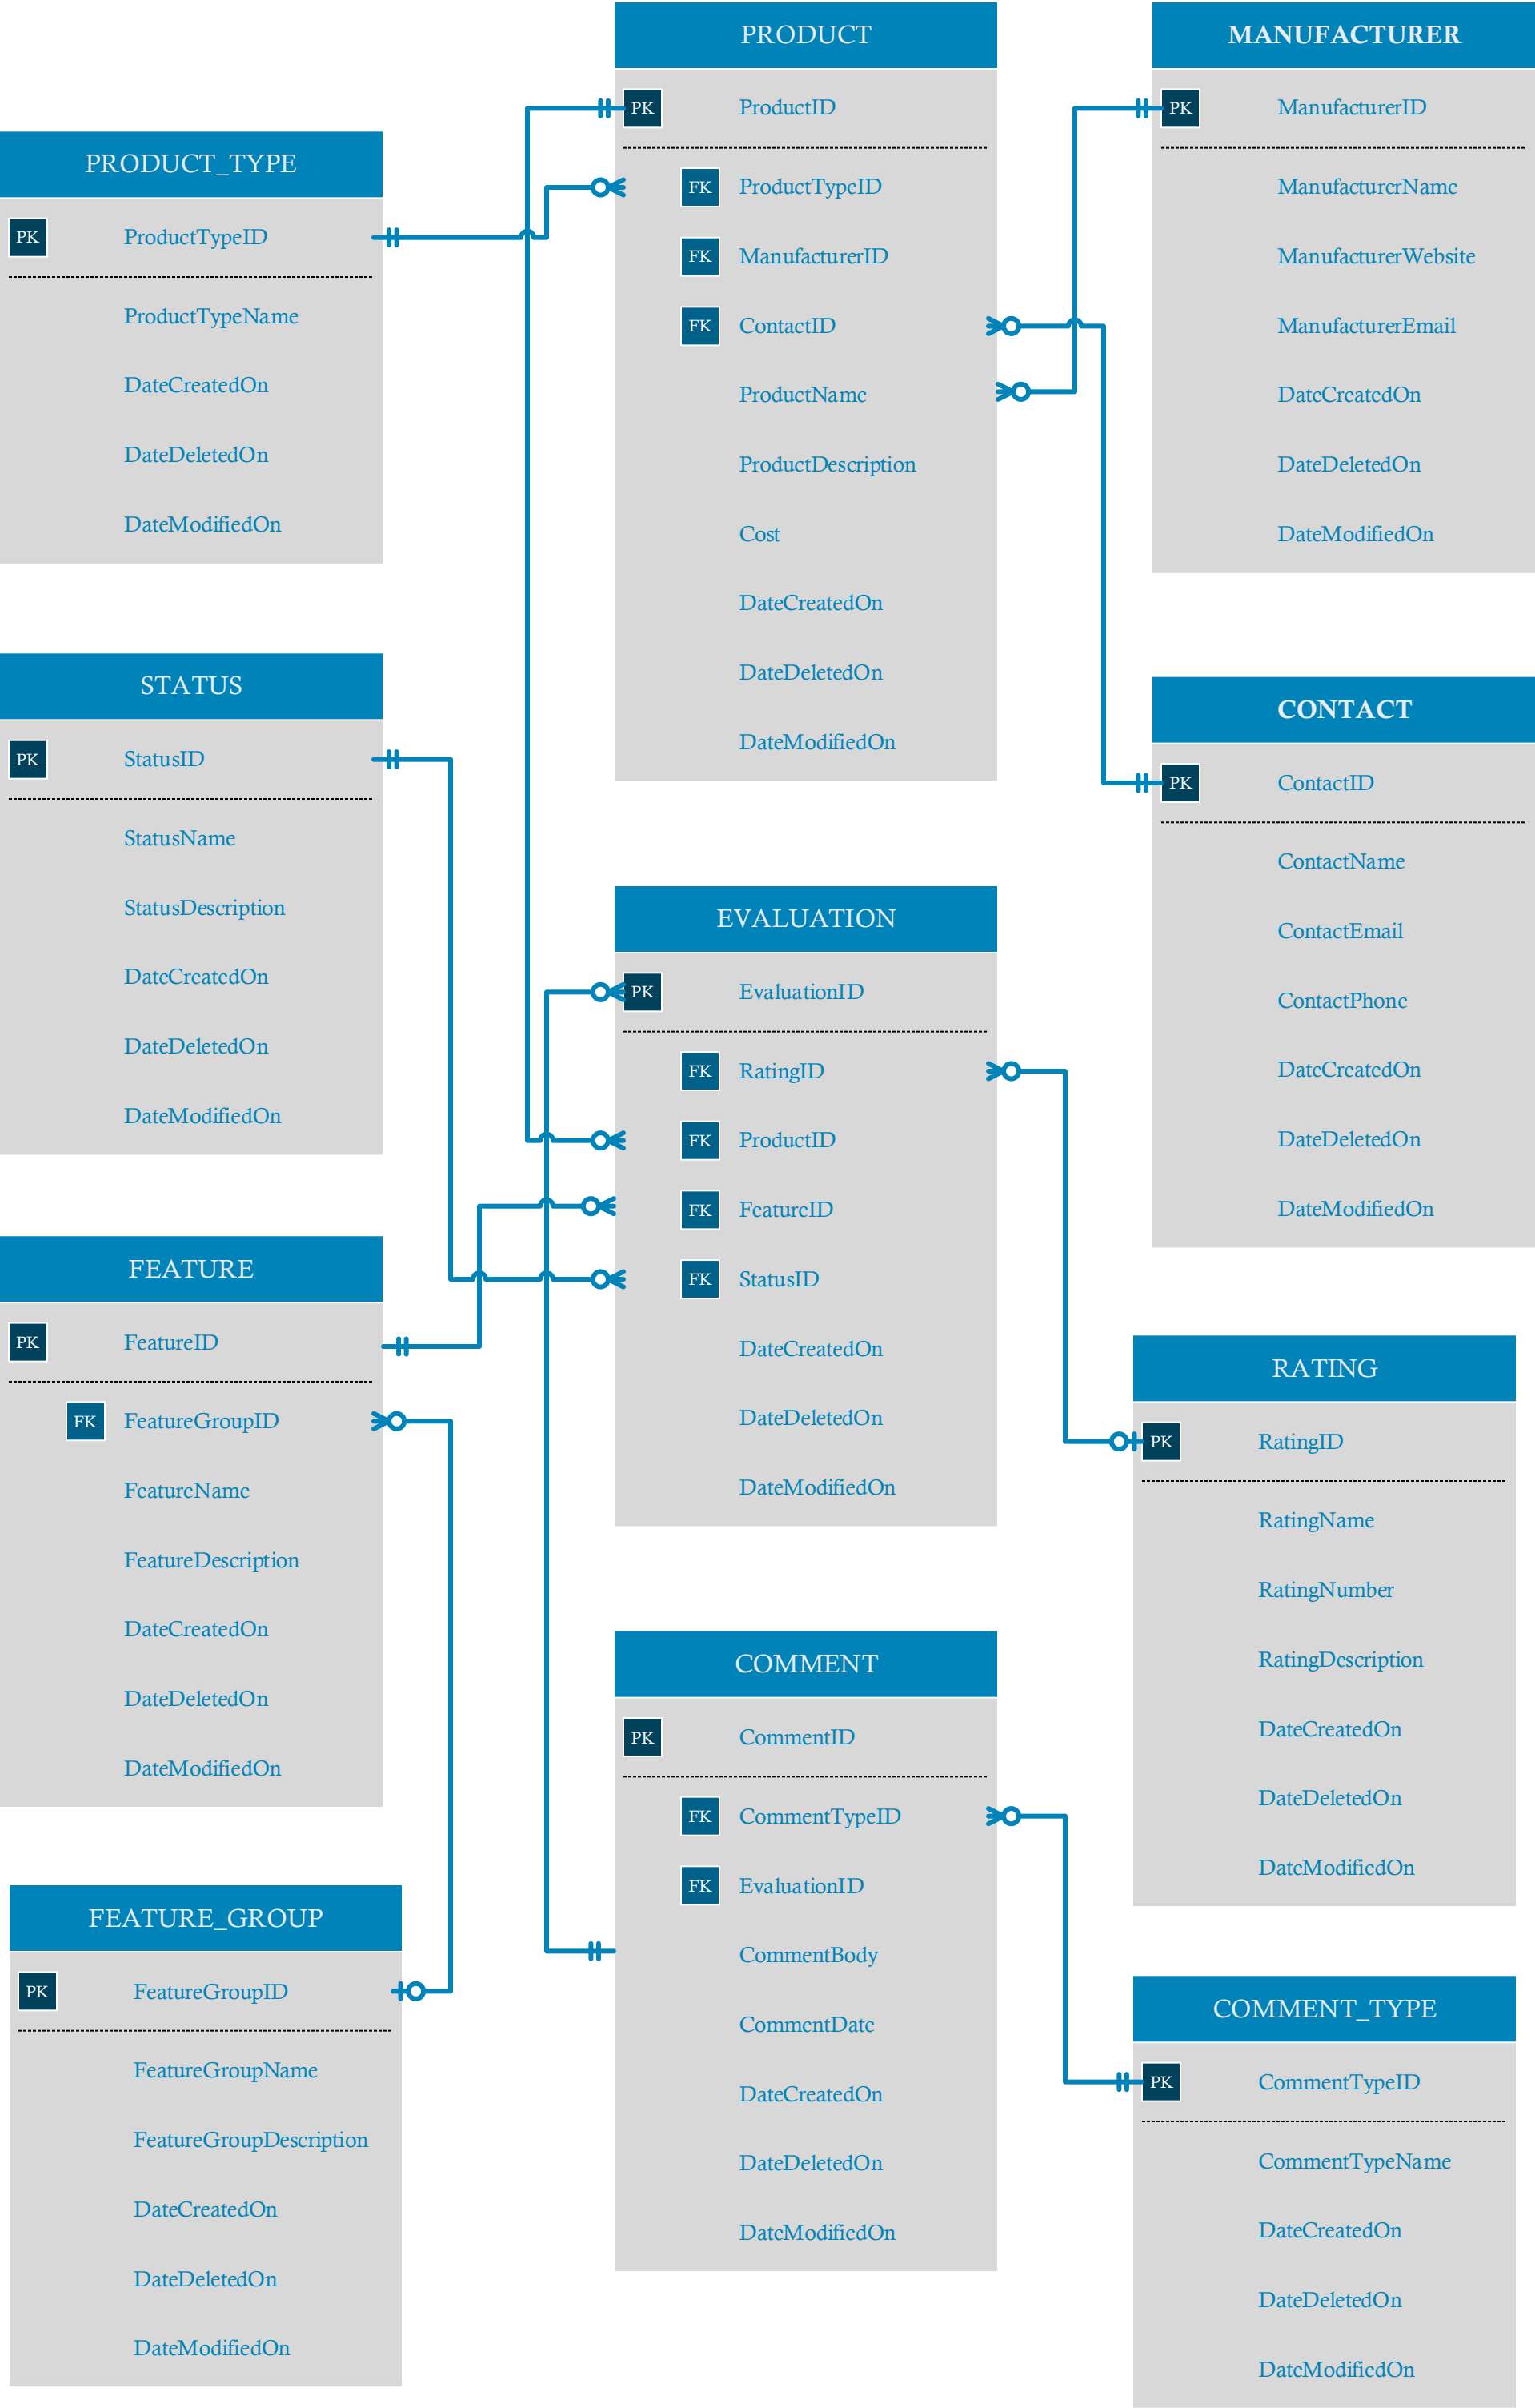 PRODUCT
PK ProductID
FK ProductTypeID
FK ManufacturerID
FK ContactID
ProductName
ProductDescription
Cost
DateCreatedOn
DateDeletedOn
DateModifiedOn
MANUFACTURER
PK ManufacturerID
ManufacturerName
ManufacturerWebsite
ManufacturerEmail
DateCreatedOn
DateDeletedOn
DateModifiedOn
PRODUCT_TYPE
PK ProductTypeID
ProductTypeName
DateCreatedOn
DateDeletedOn
DateModifiedOn
STATUS
PK StatusID
StatusName
StatusDescription
DateCreatedOn
DateDeletedOn
DateModifiedOn
CONTACT
PK ContactID
ContactName
ContactEmail
ContactPhone
DateCreatedOn
DateDeletedOn
DateModifiedOn
EVALUATION
PK EvaluationID
FK RatingID
FK ProductID
FK FeatureID
FK StatusID
DateCreatedOn
DateDeletedOn
DateModifiedOn
FEATURE
PK FeatureID
FK FeatureGroupID
FeatureName
FeatureDescription
DateCreatedOn
DateDeletedOn
DateModifiedOn
RATING
PK RatingID
RatingName
RatingNumber
RatingDescription
DateCreatedOn
DateDeletedOn
DateModifiedOn
COMMENT
PK CommentID
FK CommentTypeID
FK EvaluationID
CommentBody
CommentDate
DateCreatedOn
DateDeletedOn
DateModifiedOn
FEATURE_GROUP
PK FeatureGroupID
FeatureGroupName
FeatureGroupDescription
DateCreatedOn
DateDeletedOn
DateModifiedOn
COMMENT_TYPE
PK CommentTypeID
CommentTypeName
DateCreatedOn
DateDeletedOn
DateModifiedOn